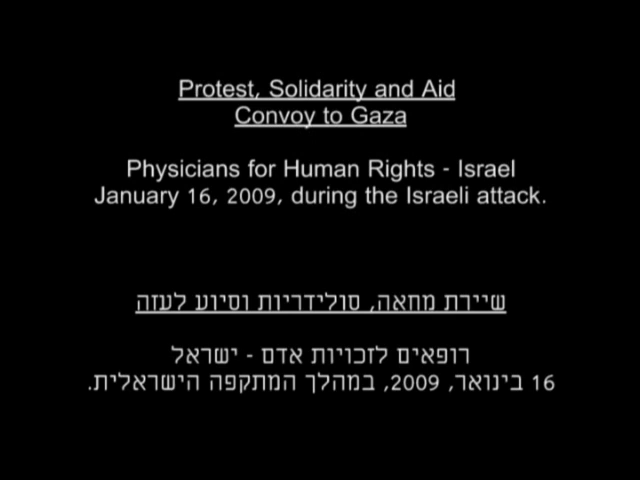 Protest, Solidarity and Aid
Convoy to Gaza
Physicians for Human Rights - Israel
January 16, 2009, during the Israeli attack.
שיירת מחאה, סולידריות וסיוע לעזה
רופאים לזכויות אדם - ישראל
16 בינואר, 2009, במהלך המתקפה הישראלית.